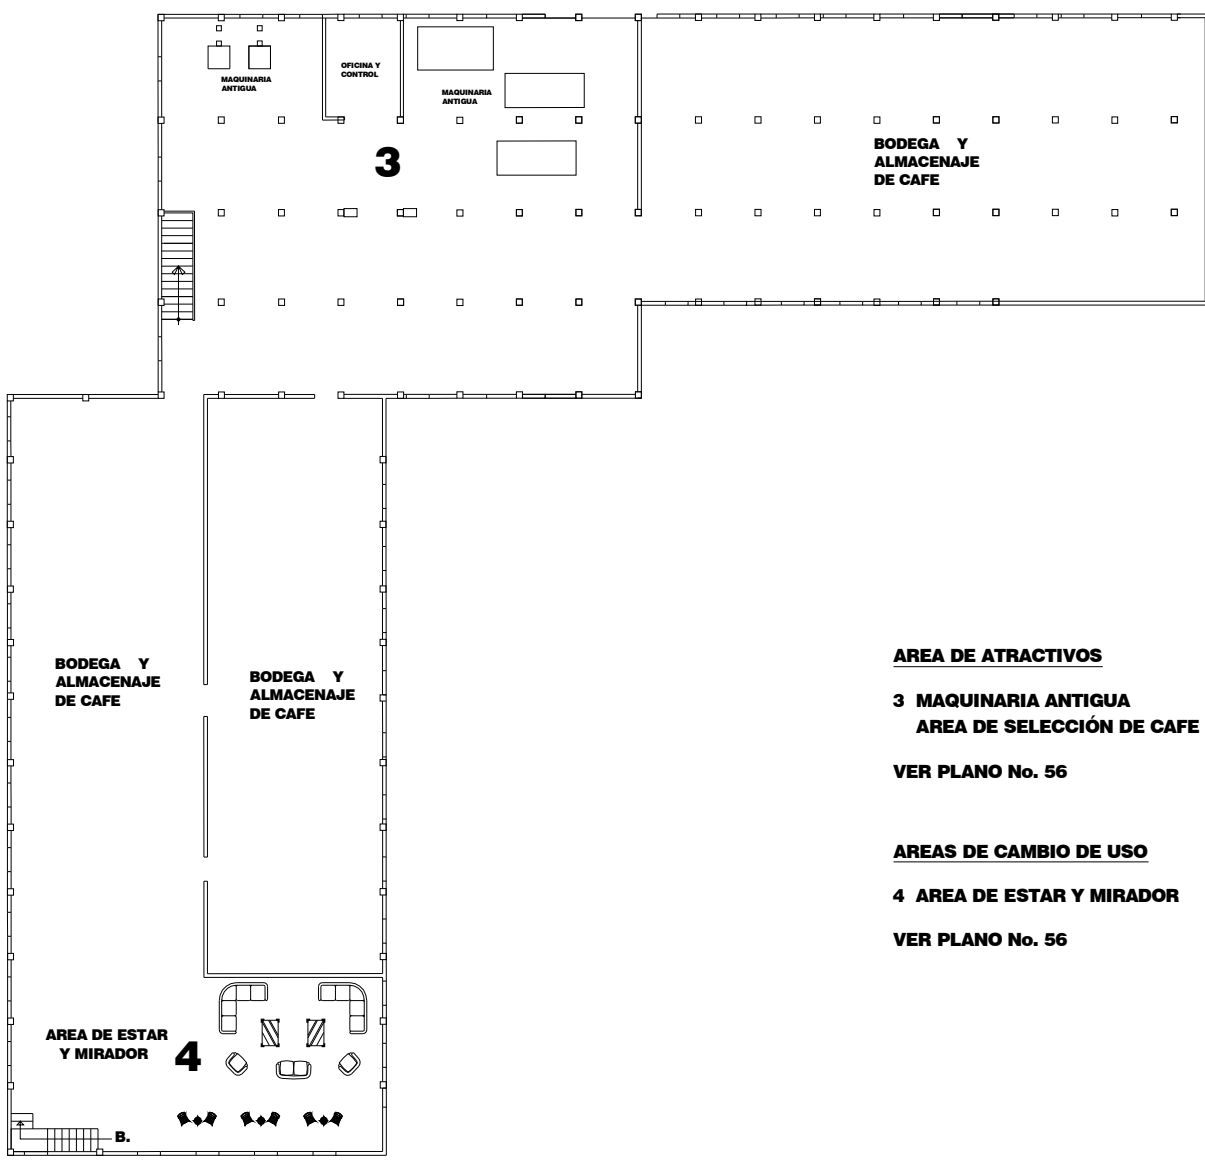 MAQUINARIA
ANTIGUA
OFICINA Y
CONTROL
MAQUINARIA
ANTIGUA
3
BODEGA Y
ALMACENAJE
DE CAFE
BODEGA Y
ALMACENAJE
DE CAFE
BODEGA Y
ALMACENAJE
DE CAFE
AREA DE ESTAR
Y MIRADOR
4
B.
AREA DE ATRACTIVOS
3 MAQUINARIA ANTIGUA
AREA DE SELECCIÓN DE CAFE
VER PLANO No. 56
AREAS DE CAMBIO DE USO
4 AREA DE ESTAR Y MIRADOR
VER PLANO No. 56